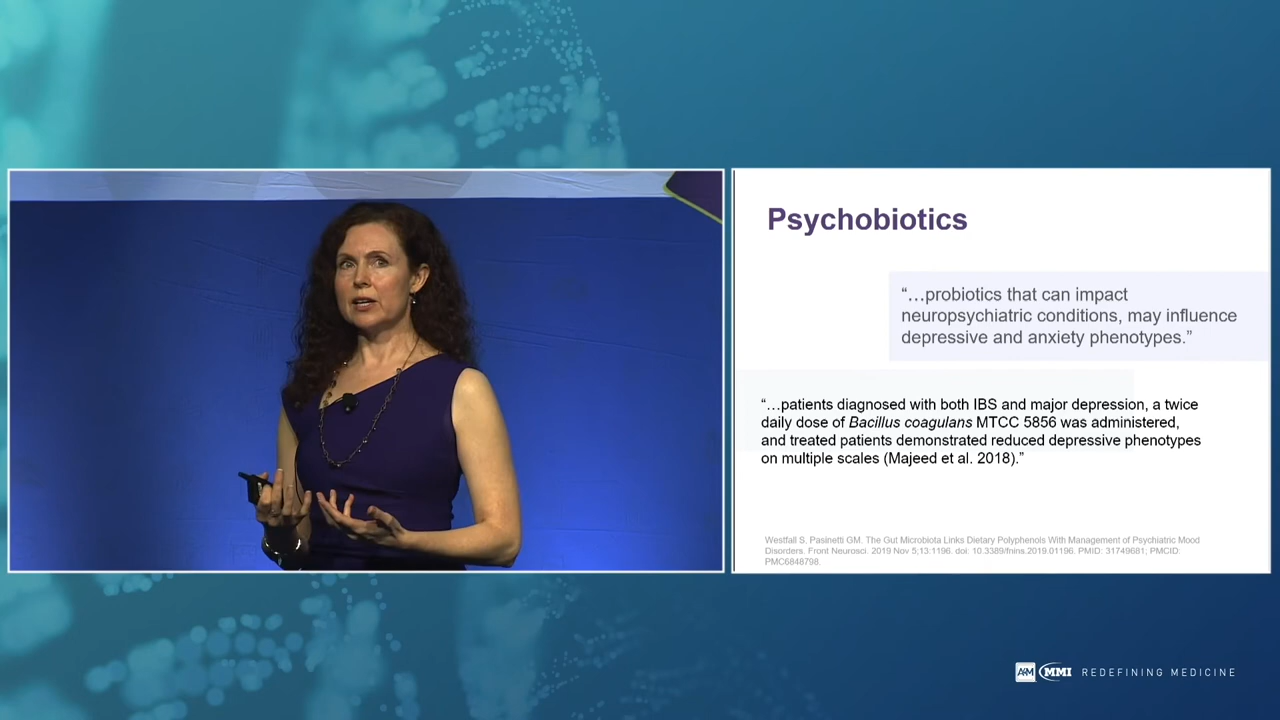 Psychobiotics
“…probiotics that can impact
neuropsychiatric conditions, may influence
depressive and anxiety phenotypes.”
“…patients diagnosed with both IBS and major depression, a twice
daily dose of Bacillus coagulans MTCC 5856 was administered,
and treated patients demonstrated reduced depressive phenotypes
on multiple scales (Majeed et al. 2018).”
Westfall S. Pasinetti GM. The Gut Microbiota Links Dietary Polyphenols With Management of Psychiatric Mood
Disorders. Front Neurosci. 2019 Nov 5;13:1196. doi: 10.3389/fnins.2019.01196. PMID: 31749681; PMCID:
PMC6848798.
A4M MMI REDEFINING MEDICINE